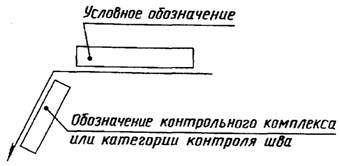 Условное обозначение
Обозначение контрольного комплекса
или категории контроля шва